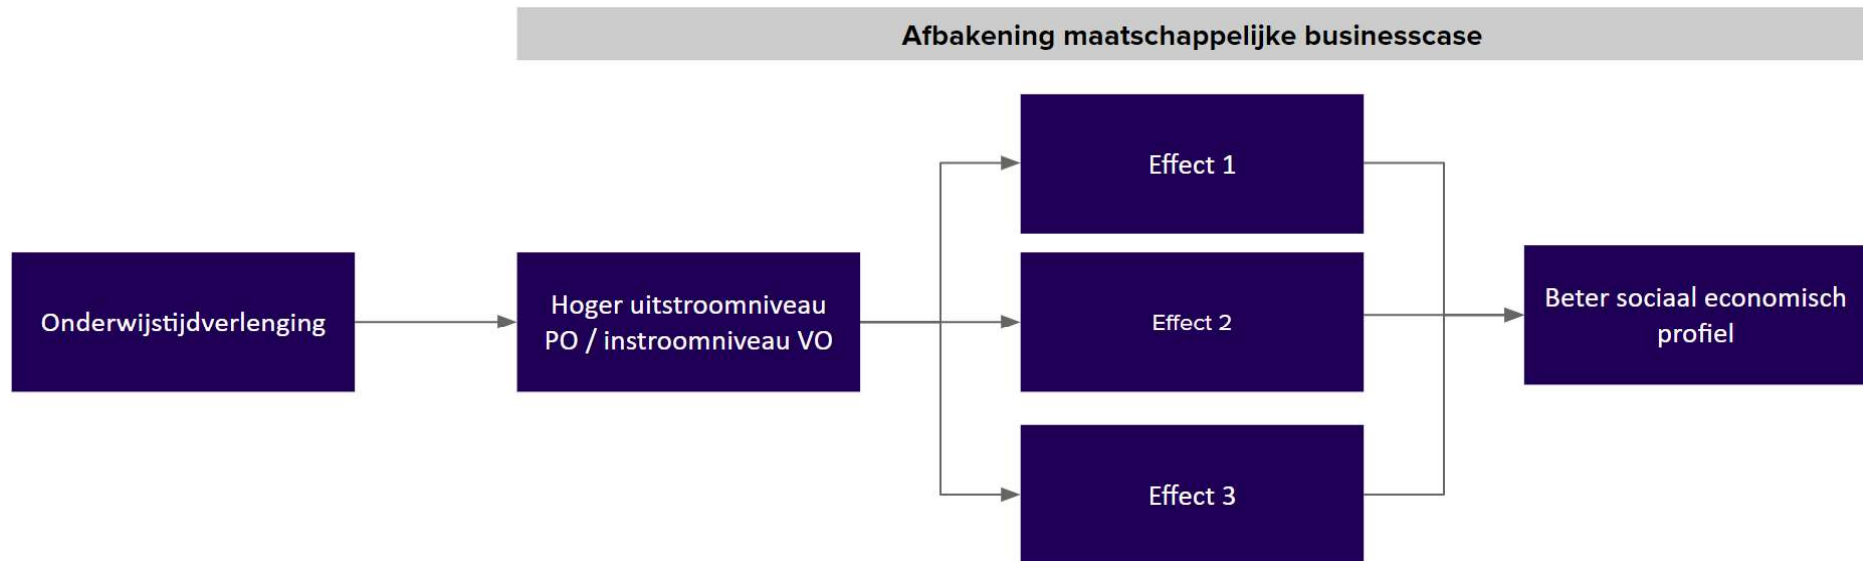 Afbakening maatschappelijke businesscase
Onderwijstijdverlenging
Hoger uitstroomniveau
PO / instroomniveau VO
Effect 1
Effect 2
Effect 3
Beter sociaal economisch
profiel